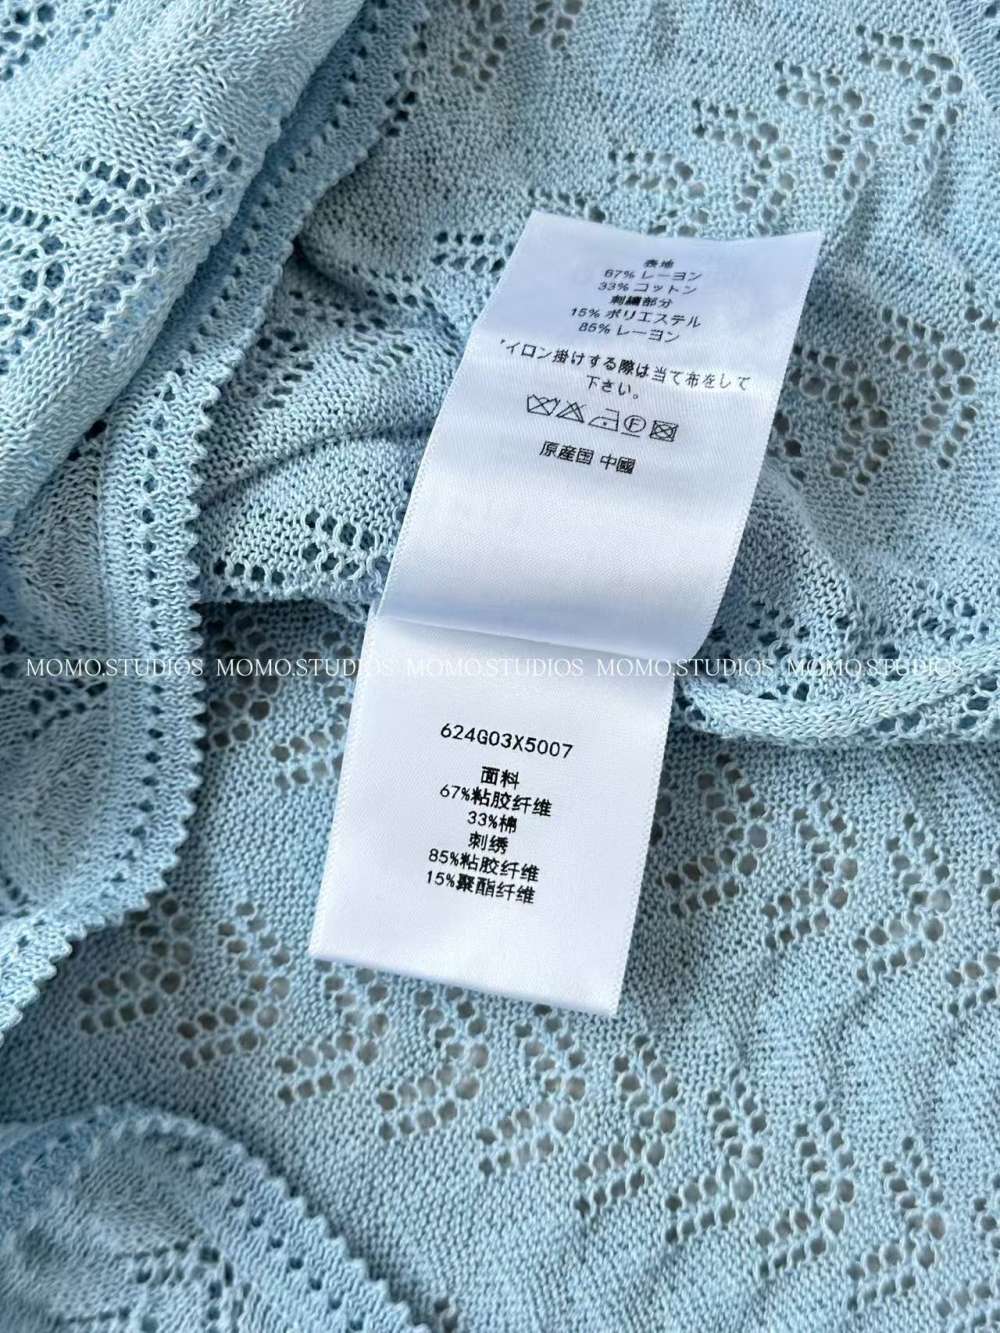 表地
67% レーヨン
33% コットン
刺繍部分
15% ポリエステル
85% レーヨン
アイロン掛けする際は当て布をして
下さい。
原産国 中國
MOMO.STUDIOS MOMO.STUDIOS MOMO.STUDIOS MOMO.STUDIOS MOMO.STUDIOS
624G03X5007
面料
67%粘胶纤维
33%棉
刺绣
85%粘胶纤维
15%聚酯纤维